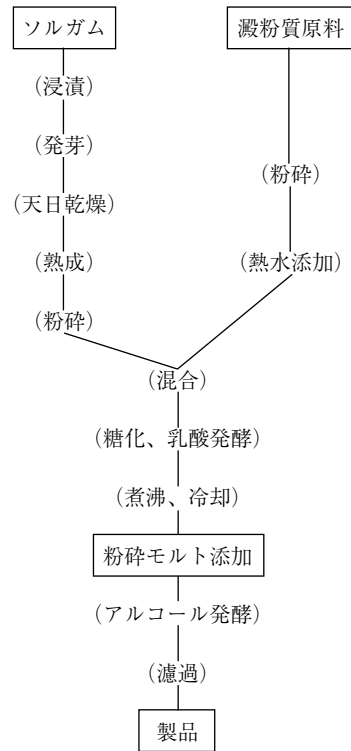 ソルガム
澱粉質原料
(浸漬)
(発芽)
(粉砕)
(天日乾燥)
(熟成)
(熱水添加)
(粉砕)
(混合)
(糖化、乳酸発酵)
(煮沸、冷却)
粉砕モルト添加
(アルコール発酵)
(濾過)
製品